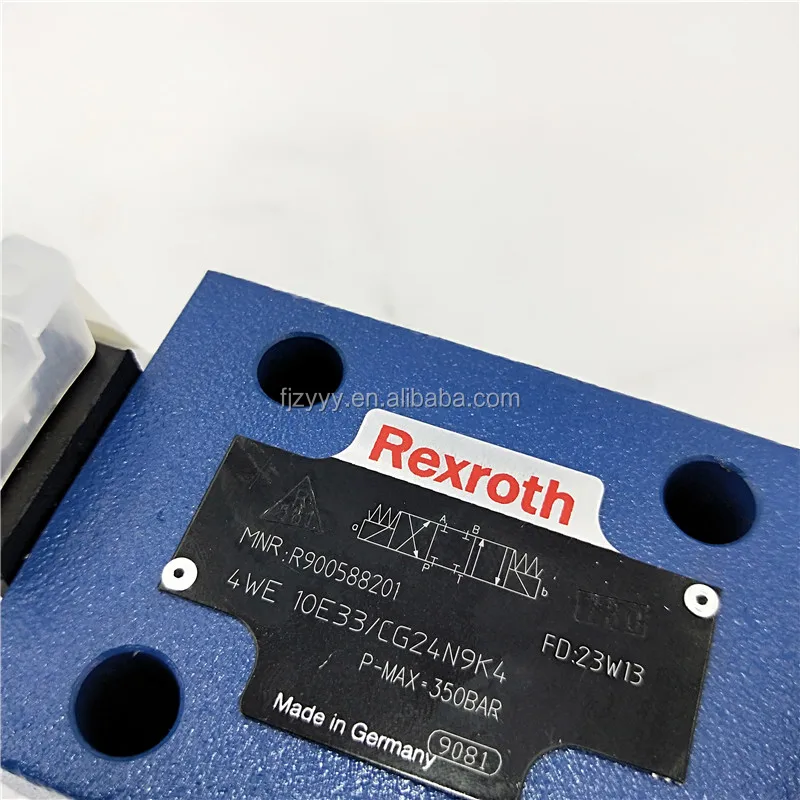 fjzyyy.en.alibaba.com
Rexroth
a
A
B
P
T
b
MNR:R900588201
4WE 10E33/CG24N9K4
FD:23W13
P-MAX=350BAR
Made in Germany
9081